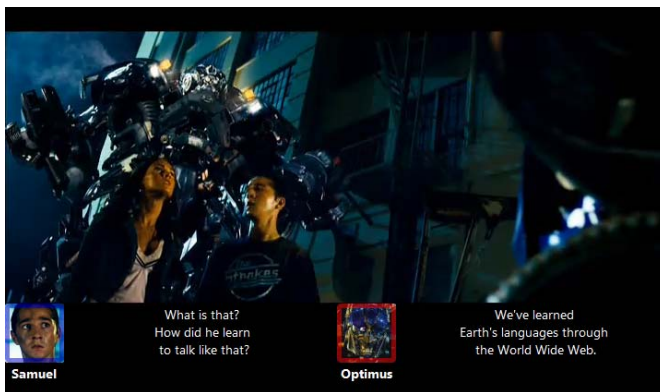 thakas
What is that?
How did he learn
to talk like that?
We've learned
Earth's languages through
the World Wide Web.
Samuel
Optimus